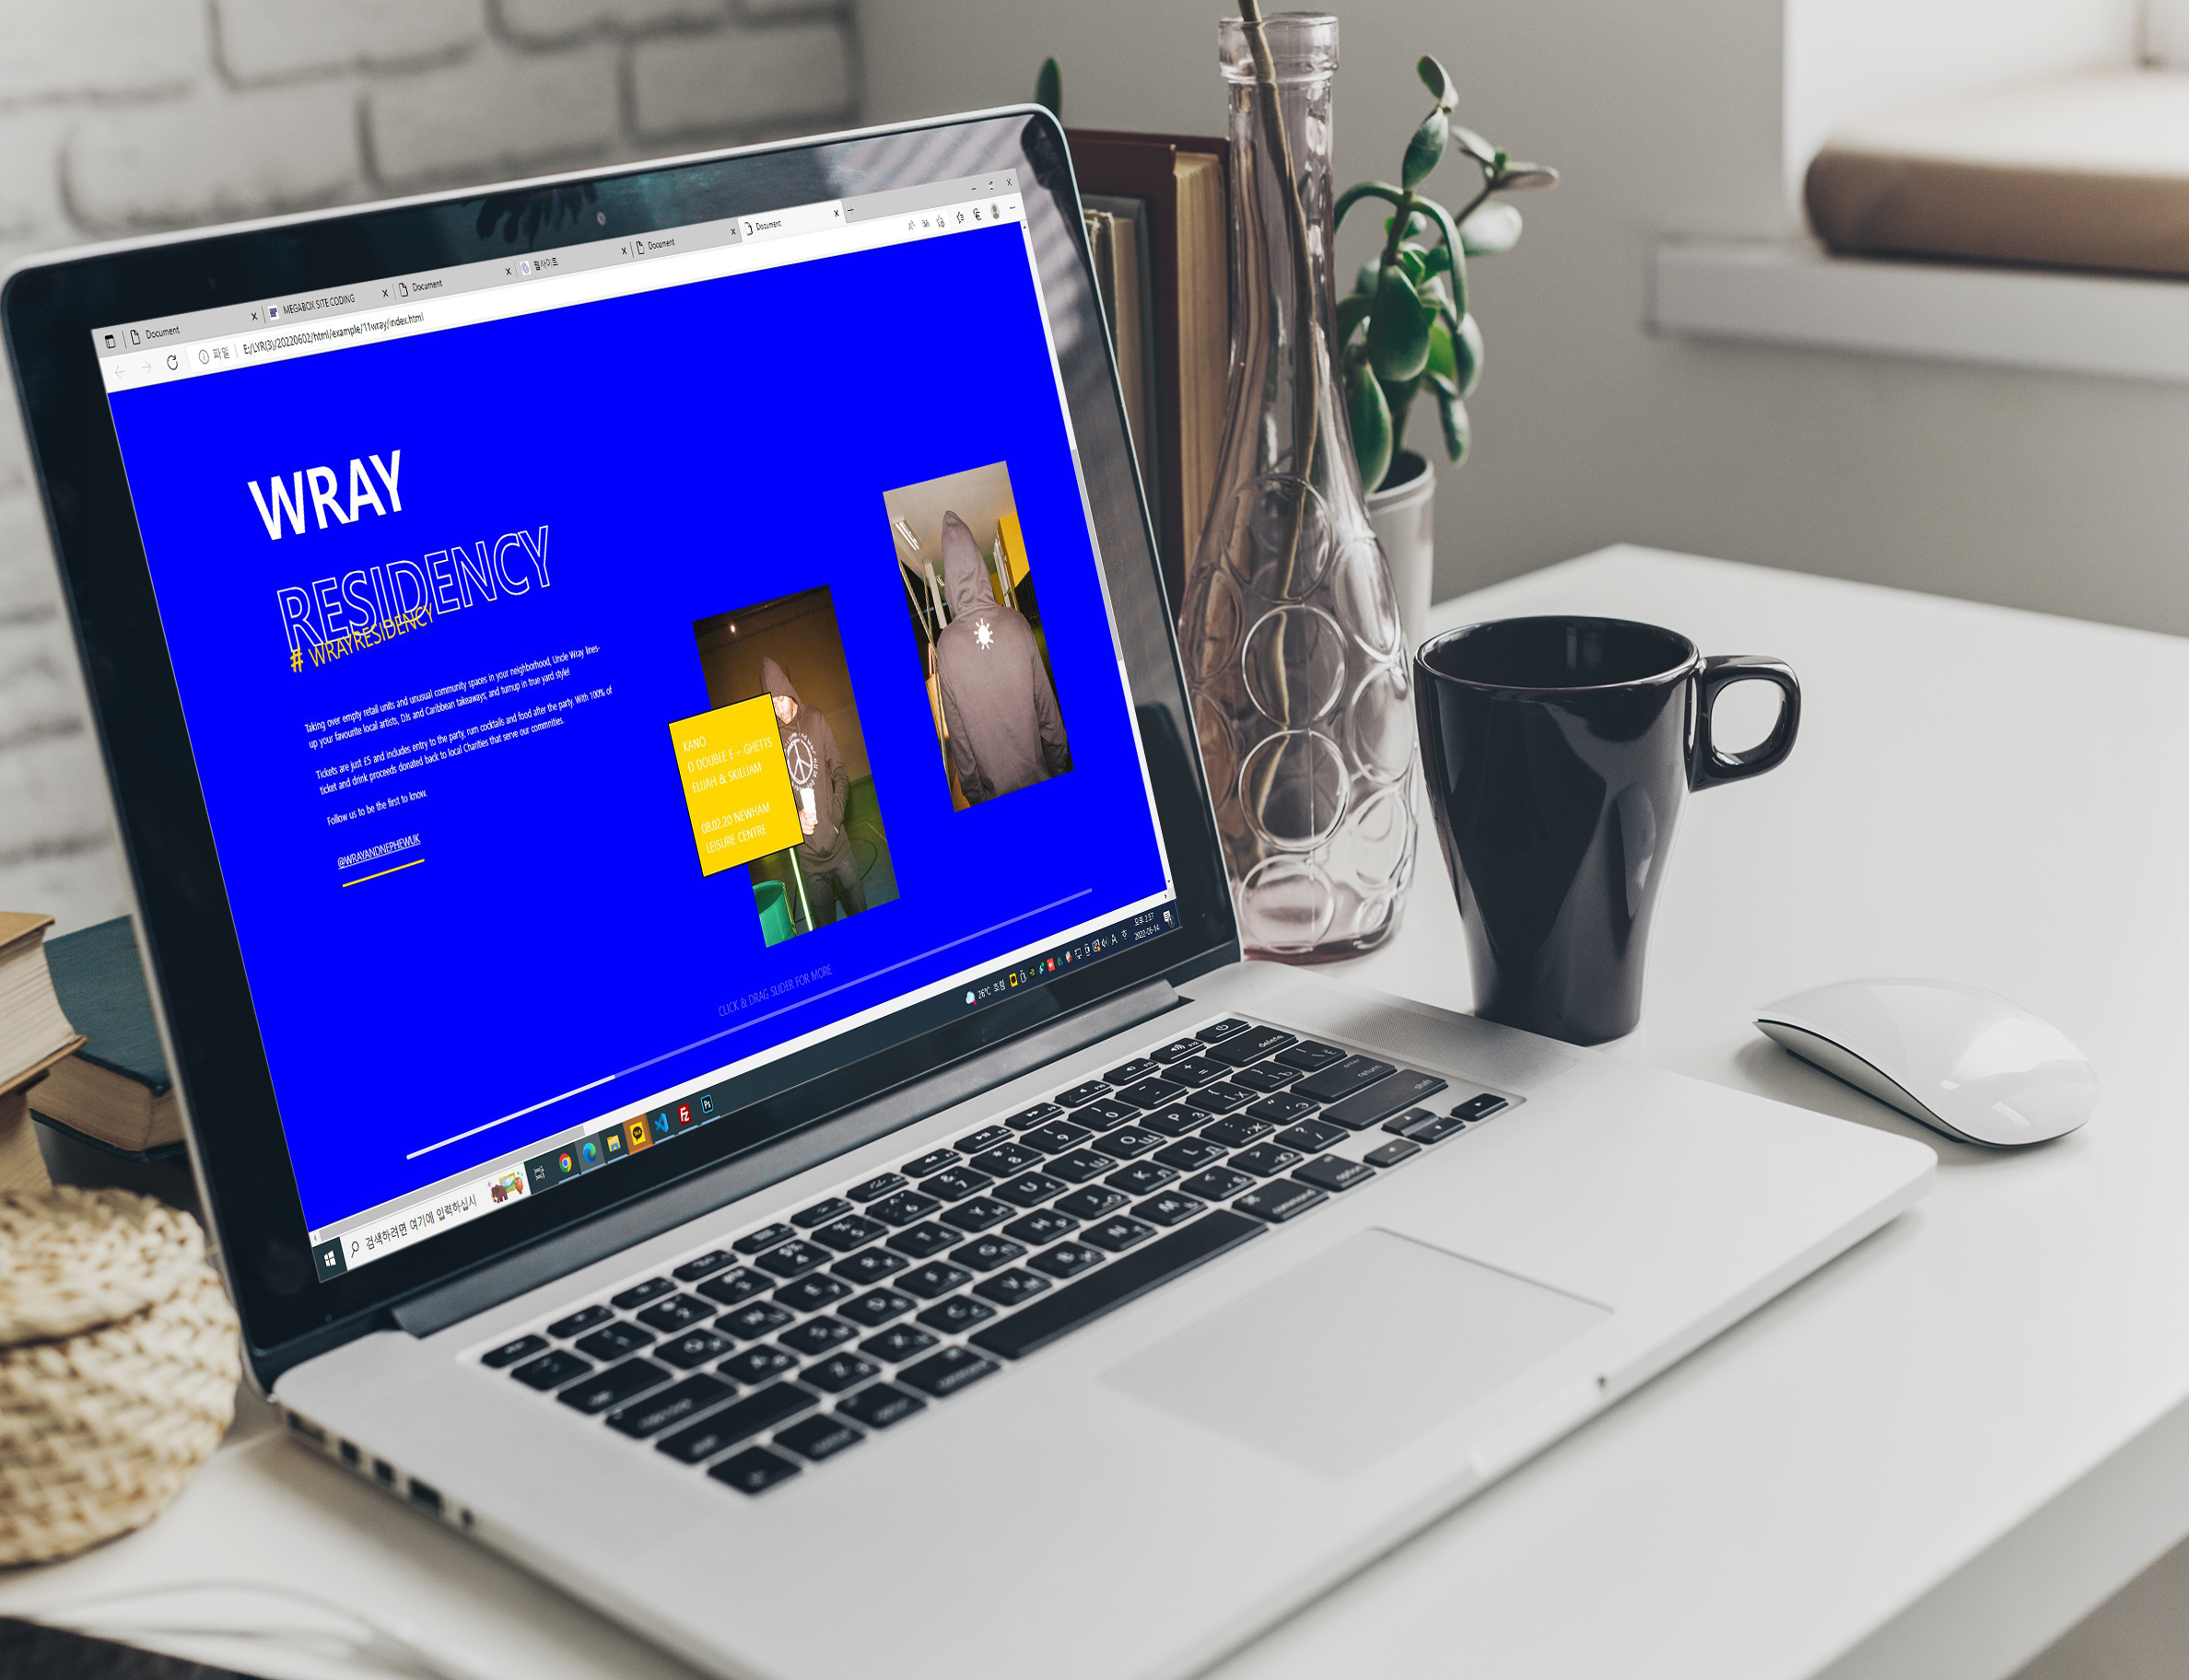 Document
MEGABOX SITE CODING
Document
웹사이트
Document
Document
파일
E:/LYR(3)/20220602/html/example/11wray/index.html
WRAY
RESIDENCY
# WRAYRESIDENCY
Taking over empty retail units and unusual community spaces in your neighborhood, Uncle Wray lines-
up your favourite local artists, DJs and Caribbean takeaways; and turnup in true yard style!
Tickets are just £5 and includes entry to the party, rum cocktails and food after the party. With 100% of
ticket and drink proceeds donated back to local Charities that serve our commnities.
Follow us to be the first to know.
@WRAYANDNEPHEWUK
KANO
D DOUBLE E + GHETTS
ELIJAH & SKILLIAM
08.02.20 NEWHAM
LEISURE CENTRE
CLICK & DRAG SLIDER FOR MORE
검색하려면 여기에 입력하십시
26°C 흐림
오후 2:57
2022-06-14
delete
return
shift
option
command